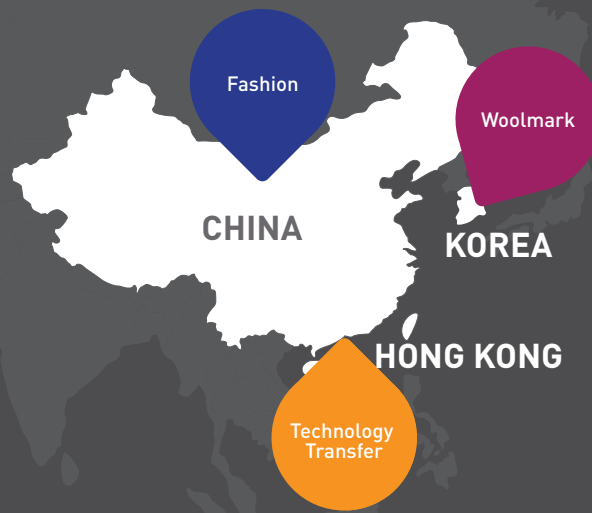 Fashion
Woolmark
CHINA
KOREA
HONG KONG
Technology
Transfer